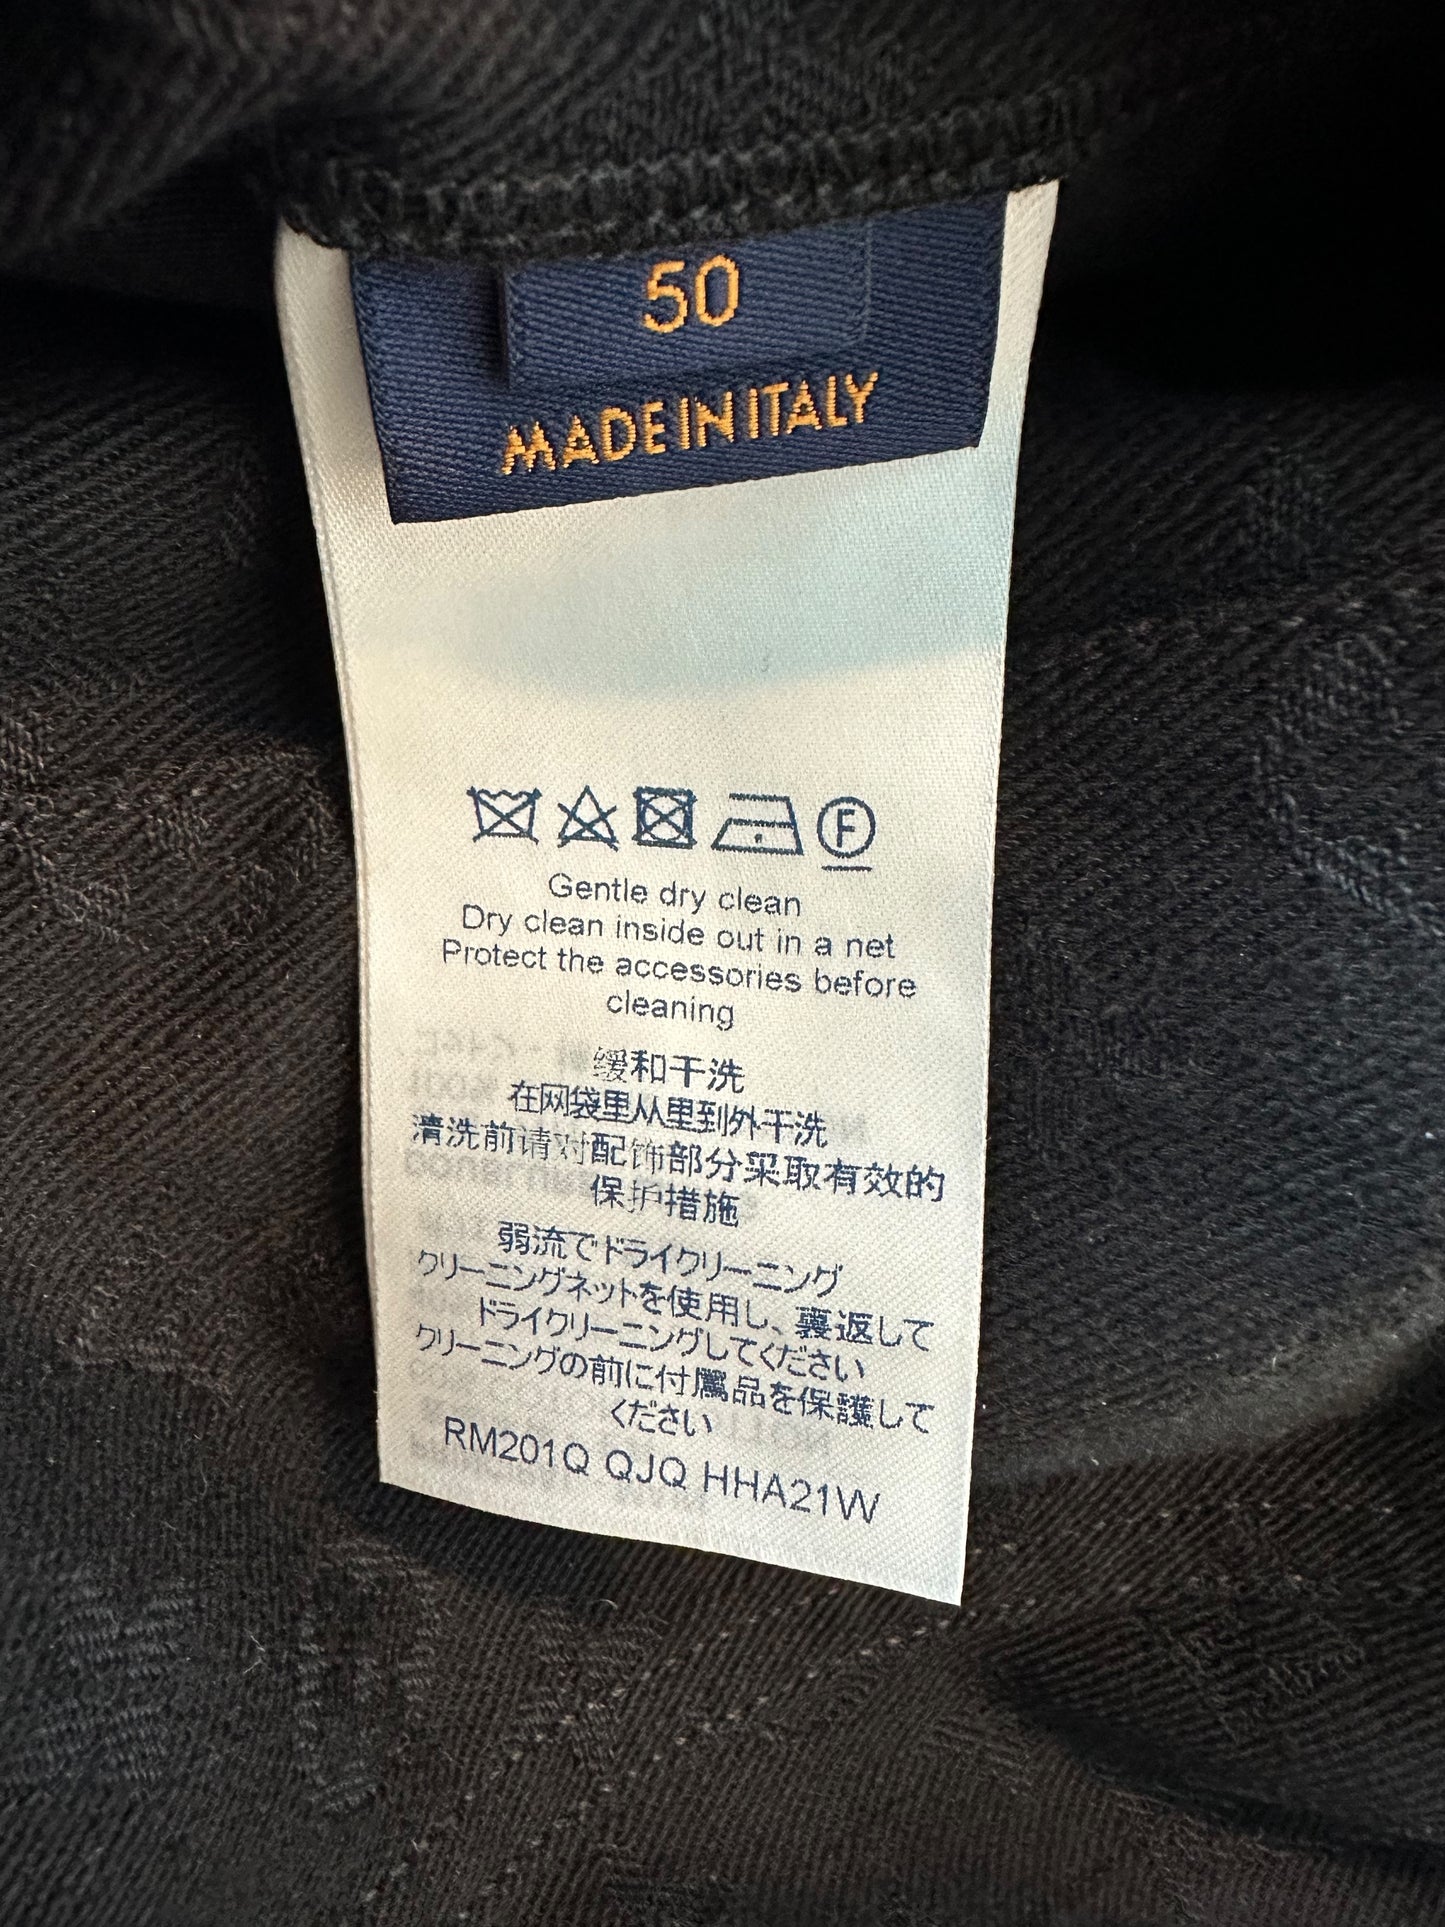 50
MADE IN ITALY
F
Gentle dry clean
Dry clean inside out in a net
Protect the accessories before
cleaning
缓和干洗
在网袋里从里到外干洗
清洗前请对配饰部分采取有效的
保护措施
弱流でドライクリーニング
クリーニングネットを使用し、裏返して
ドライクリーニングしてください
クリーニングの前に付属品を保護して
ください
RM201Q QJQ HHA21W